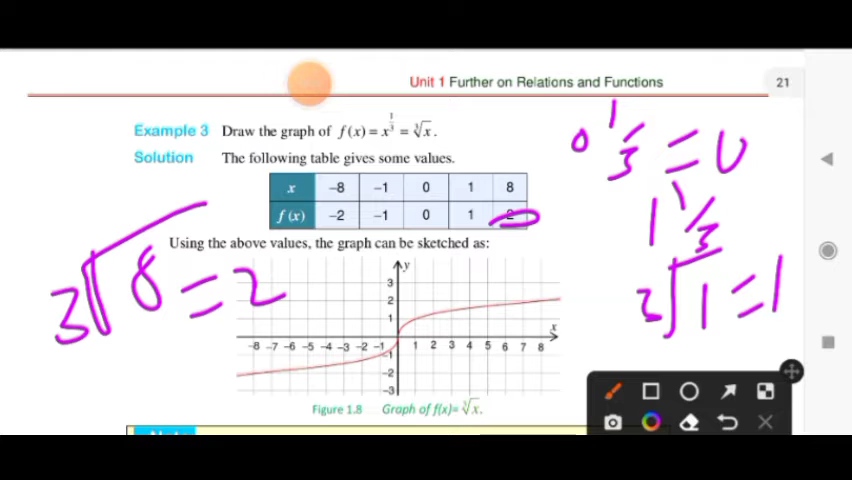 Unit 1 Further on Relations and Functions 21
Example 3 Draw the graph of f(x) = x^{1/3} = ∛x.
Solution The following table gives some values.
x −8 −1 0 1 8
f(x) −2 −1 0 1 2
Using the above values, the graph can be sketched as:
0^{1/3} = 0
1^{1/3}
∛8 = 2
∛1 = 1
y
3
2
1
x
-8 -7 -6 -5 -4 -3 -2 -1 1 2 3 4 5 6 7 8
-1
-2
-3
Figure 1.8 Graph of f(x)= ∛x.
Note